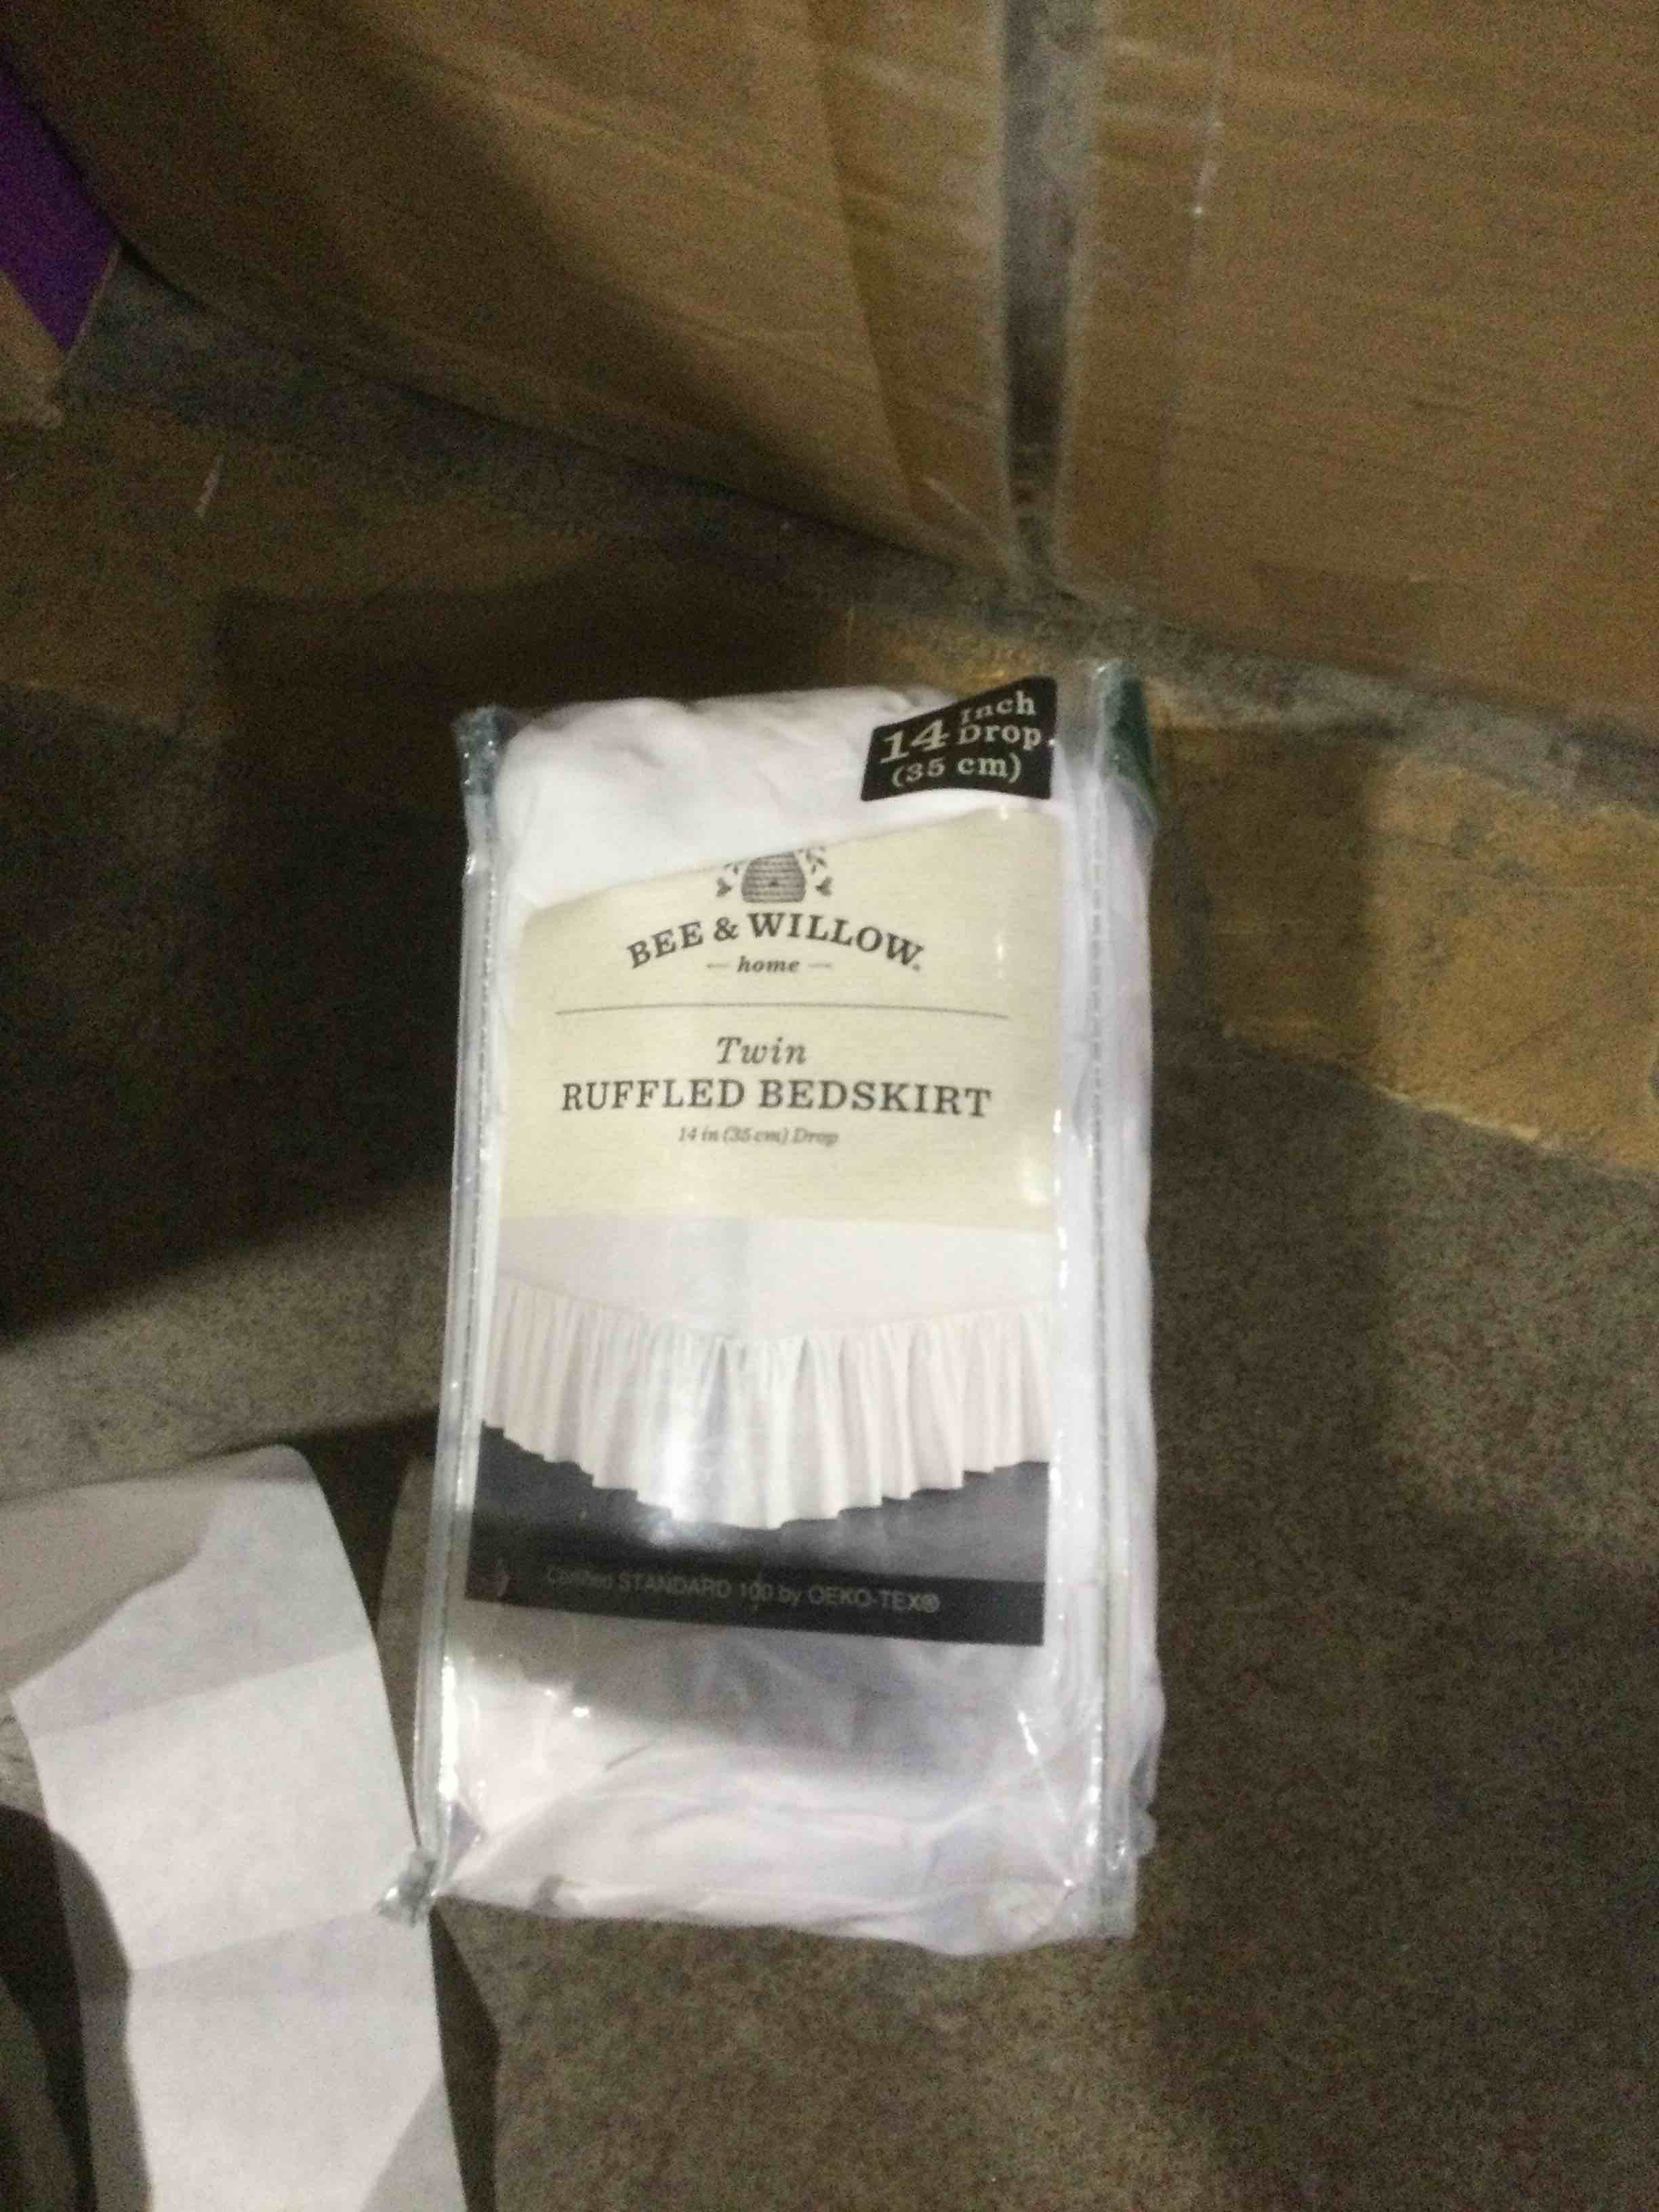 14 Inch
Drop
(35 cm)
BEE & WILLOW
home
Twin
RUFFLED BEDSKIRT
14 in (35 cm) Drop
Certified STANDARD 100 by OEKO-TEX®